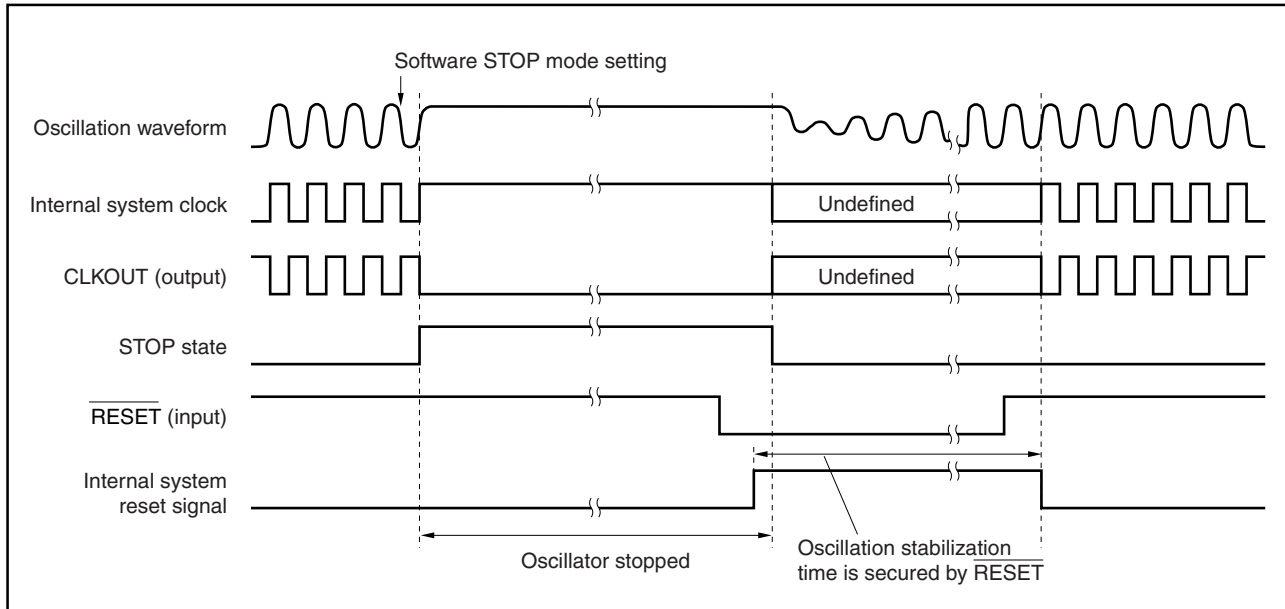 Software STOP mode setting
Oscillation waveform
Internal system clock
Undefined
CLKOUT (output)
Undefined
STOP state
RESET (input)
Internal system
reset signal
Oscillator stopped
Oscillation stabilization
time is secured by RESET